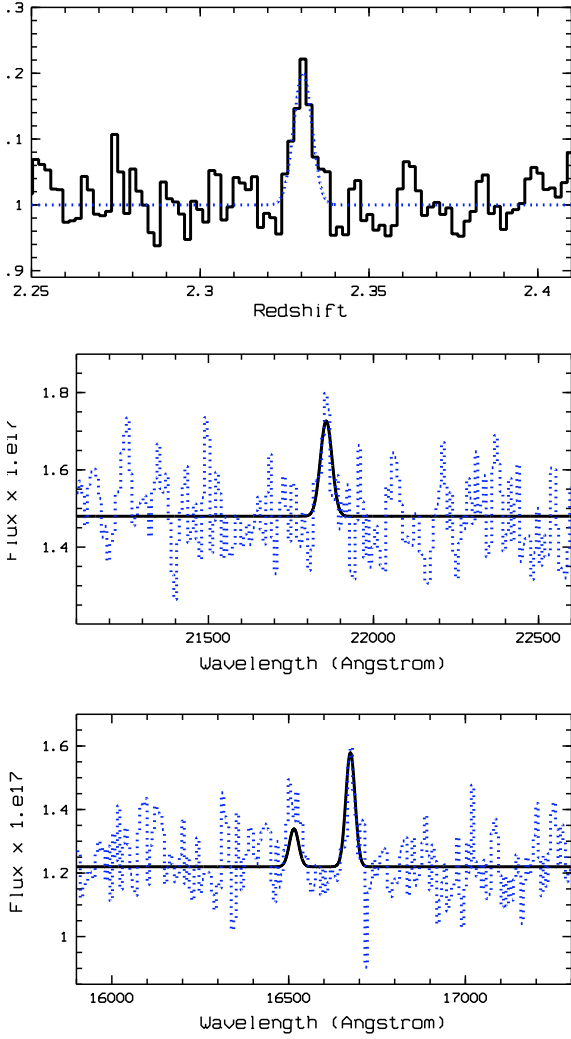 .3
.2
.1
1
.9
2.25 2.3 2.35 2.4
Redshift
1.8
1.6
1.4
Flux x 1.e17
21500 22000 22500
Wavelength (Angstrom)
1.6
1.4
1.2
1
Flux x 1.e17
16000 16500 17000
Wavelength (Angstrom)